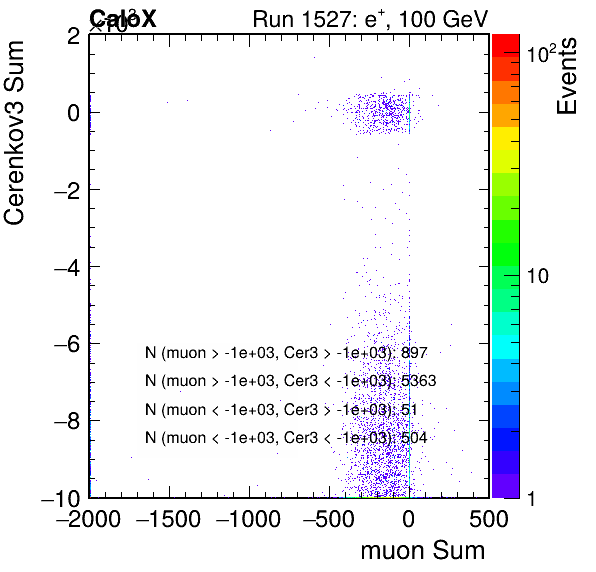 ×10³
CaloX
Run 1527: e⁺, 100 GeV
Cerenkov3 Sum
Events
2
0
−2
−4
−6
−8
−10
10²
10
1
N (muon > -1e+03, Cer3 > -1e+03): 897
N (muon > -1e+03, Cer3 < -1e+03): 5363
N (muon < -1e+03, Cer3 > -1e+03): 51
N (muon < -1e+03, Cer3 < -1e+03): 504
−2000 −1500 −1000 −500 0 500
muon Sum